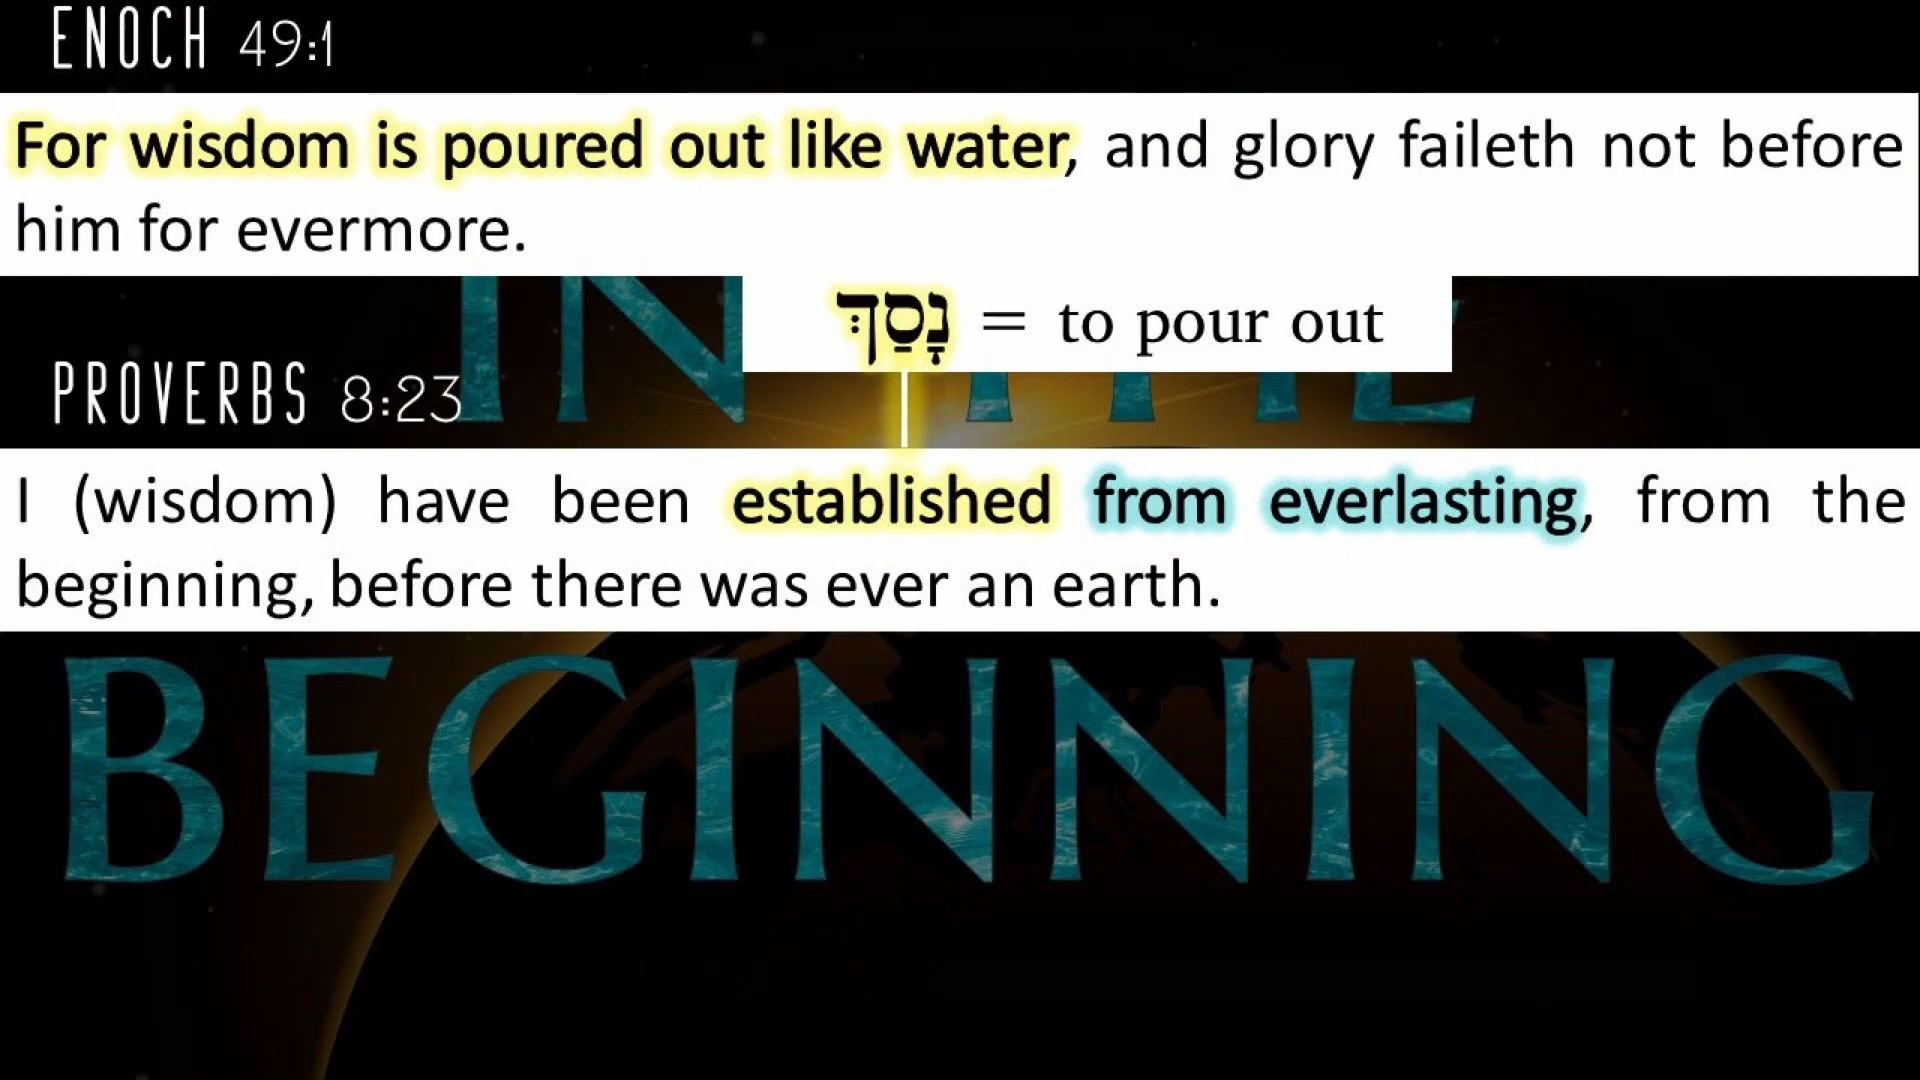 ENOCH 49:1
For wisdom is poured out like water, and glory faileth not before
him for evermore.
נָסַךְ = to pour out
IN THE
PROVERBS 8:23
I (wisdom) have been established from everlasting, from the
beginning, before there was ever an earth.
BEGINNING